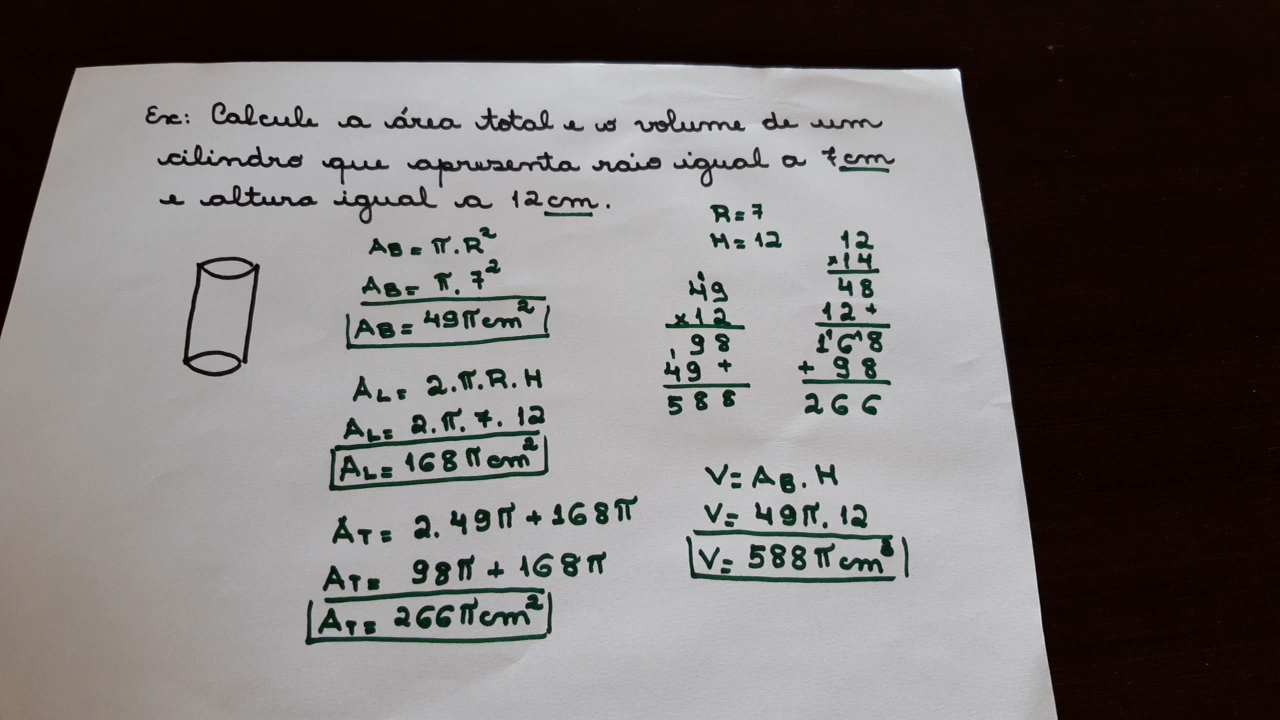 Ex: Calcule a área total e o volume de um
cilindro que apresenta raio igual a 7cm
e altura igual a 12cm.
AB = π.R²
AB = π.7²
AB = 49πcm²
AL = 2.π.R.H
AL = 2.π.7.12
AL = 168πcm²
AT = 2.49π + 168π
AT = 98π + 168π
AT = 266πcm²
R = 7
H = 12
49
x12
98
49 +
588
12
x14
48
12 +
168
+ 98
266
V = AB.H
V = 49π.12
V = 588πcm³